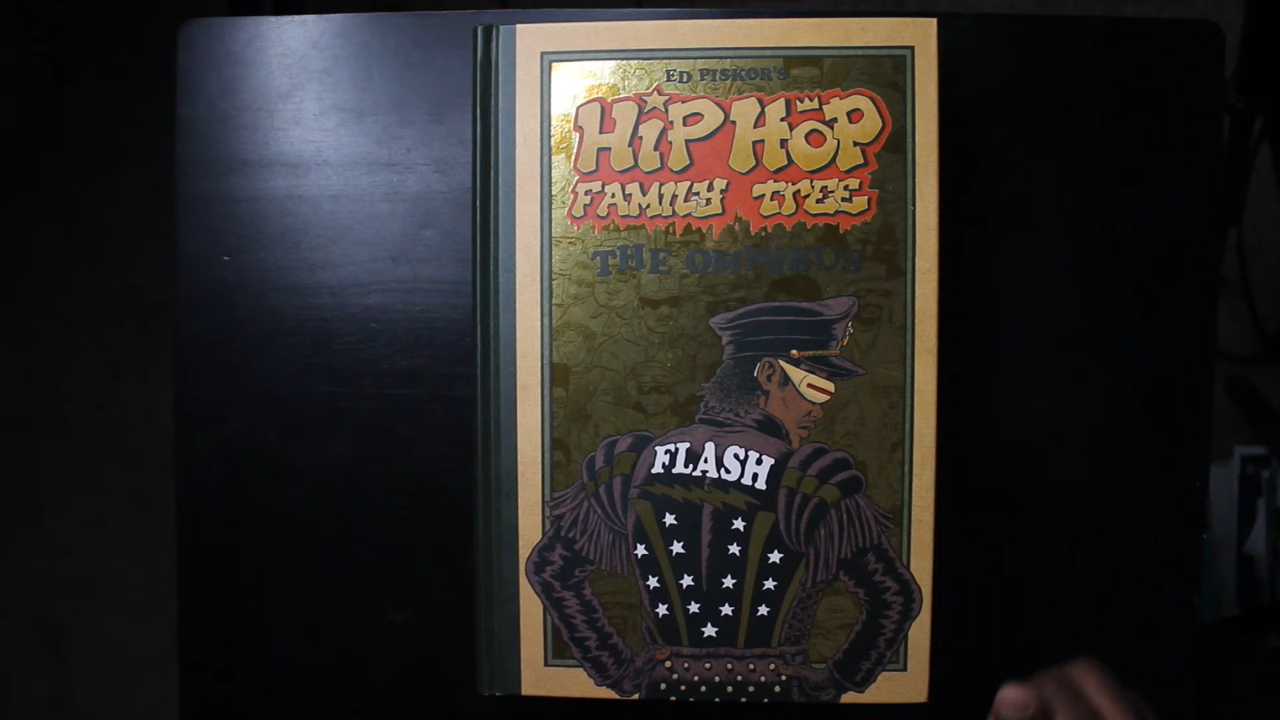 ED PISKOR'S
HiP HOP
FAMILY TREE
THE OMNIBUS
FLASH